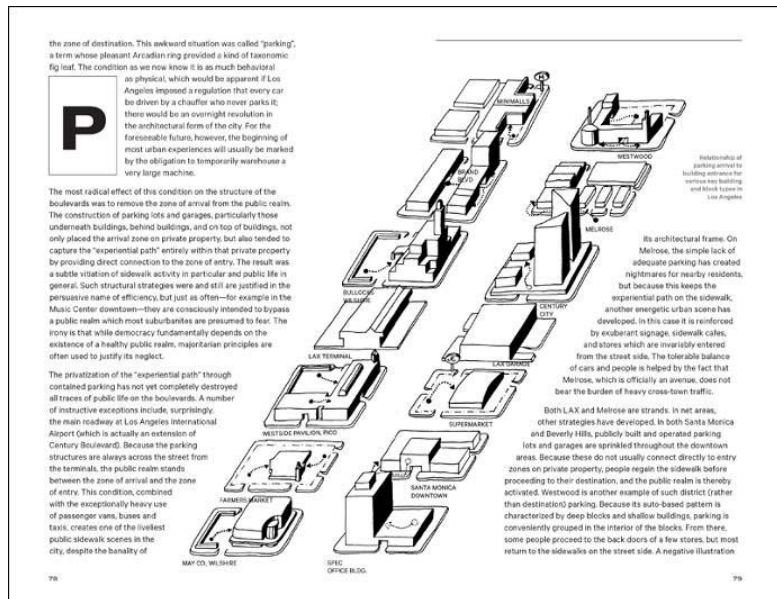 the zone of destination. This awkward situation was called "parking",
a term whose pleasant Arcadian ring provided a kind of taxonomic
fig leaf. The condition as we now know it is as much behavioral
as physical, which would be apparent if Los
Angeles imposed a regulation that every car
be driven by a chauffer who never parks it;
there would be an overnight revolution in
the architectural form of the city. For the
foreseeable future, however, the beginning of
most urban experiences will usually be marked
by the obligation to temporarily warehouse a
very large machine.
P
The most radical effect of this condition on the structure of the
boulevards was to remove the zone of arrival from the public realm.
The construction of parking lots and garages, particularly those
underneath buildings, behind buildings, and on top of buildings, not
only placed the arrival zone on private property, but also tended to
capture the "experiential path" entirely within that private property
by providing direct connection to the zone of entry. The result was
a subtle vitiation of sidewalk activity in particular and public life in
general. Such structural strategies were and still are justified in the
persuasive name of efficiency, but just as often—for example in the
Music Center downtown—they are consciously intended to bypass
a public realm which most suburbanites are presumed to fear. The
irony is that while democracy fundamentally depends on the
existence of a healthy public realm, majoritarian principles are
often used to justify its neglect.
The privatization of the "experiential path" through
contained parking has not yet completely destroyed
all traces of public life on the boulevards. A number
of instructive exceptions include, surprisingly,
the main roadway at Los Angeles International
Airport (which is actually an extension of
Century Boulevard). Because the parking
structures are always across the street from
the terminals, the public realm stands
between the zone of arrival and the zone
of entry. This condition, combined
with the exceptionally heavy use
of passenger vans, buses and
taxis, creates one of the liveliest
public sidewalk scenes in the
city, despite the banality of
78
MINIMALLS
WESTWOOD
BRAND
BLVD
MELROSE
BULLOCKS
WILSHIRE
CENTURY
CITY
LAX TERMINAL
LAX GARAGE
WESTSIDE PAVILION, PICO
SUPERMARKET
FARMERS MARKET
SANTA MONICA
DOWNTOWN
MAY CO, WILSHIRE
SPEC
OFFICE BLDG.
Relationship of
parking arrival to
building entrance for
various key building
and block types in
Los Angeles
its architectural frame. On
Melrose, the simple lack of
adequate parking has created
nightmares for nearby residents,
but because this keeps the
experiential path on the sidewalk,
another energetic urban scene has
developed. In this case it is reinforced
by exuberant signage, sidewalk cafes,
and stores which are invariably entered
from the street side. The tolerable balance
of cars and people is helped by the fact that
Melrose, which is officially an avenue, does not
bear the burden of heavy cross-town traffic.
Both LAX and Melrose are strands. In net areas,
other strategies have developed. In both Santa Monica
and Beverly Hills, publicly built and operated parking
lots and garages are sprinkled throughout the downtown
areas. Because these do not usually connect directly to entry
zones on private property, people regain the sidewalk before
proceeding to their destination, and the public realm is thereby
activated. Westwood is another example of such district (rather
than destination) parking. Because its auto-based pattern is
characterized by deep blocks and shallow buildings, parking is
conveniently grouped in the interior of the blocks. From there,
some people proceed to the back doors of a few stores, but most
return to the sidewalks on the street side. A negative illustration
79